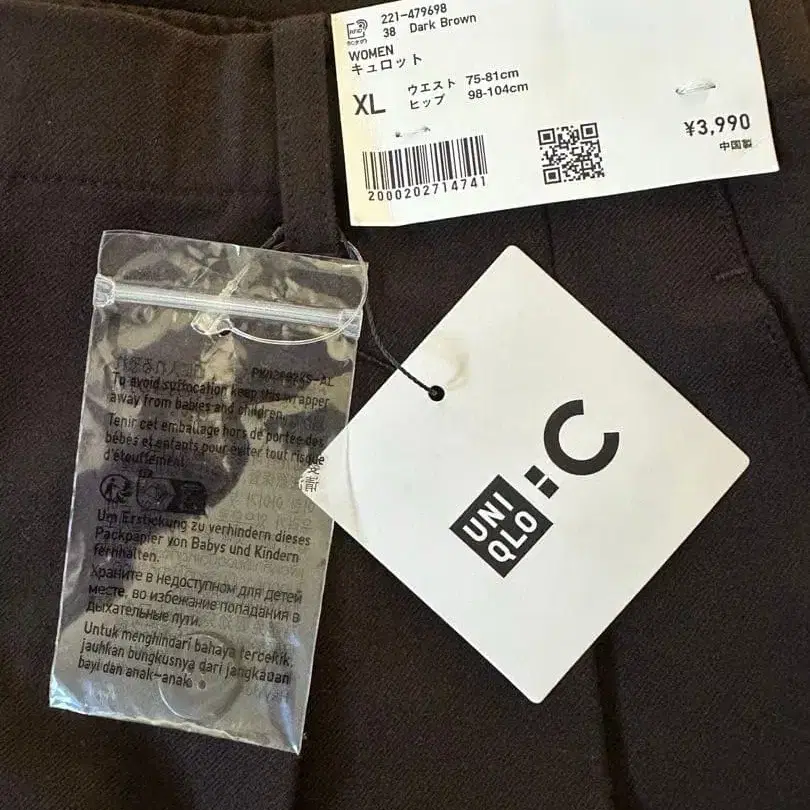 221-479698
38 Dark Brown
WOMEN
キュロット
XL
ウエスト 75-81cm
ヒップ 98-104cm
¥3,990
中国製
2000202714741
UNI
QLO
: C
To avoid suffocation keep this wrapper
away from babies and children.
Tenir cet emballage hors de portée des
bébés et enfants pour éviter tout risque
d'étouffement.
Um Erstickung zu verhindern dieses
Packpapier von Babys und Kindern
fernhalten.
Храните в недоступном для детей
месте, во избежание попадания в
дыхательные пути.
Untuk menghindari bahaya tercekik,
jauhkan bungkusnya dari jangkauan
bayi dan anak-anak.